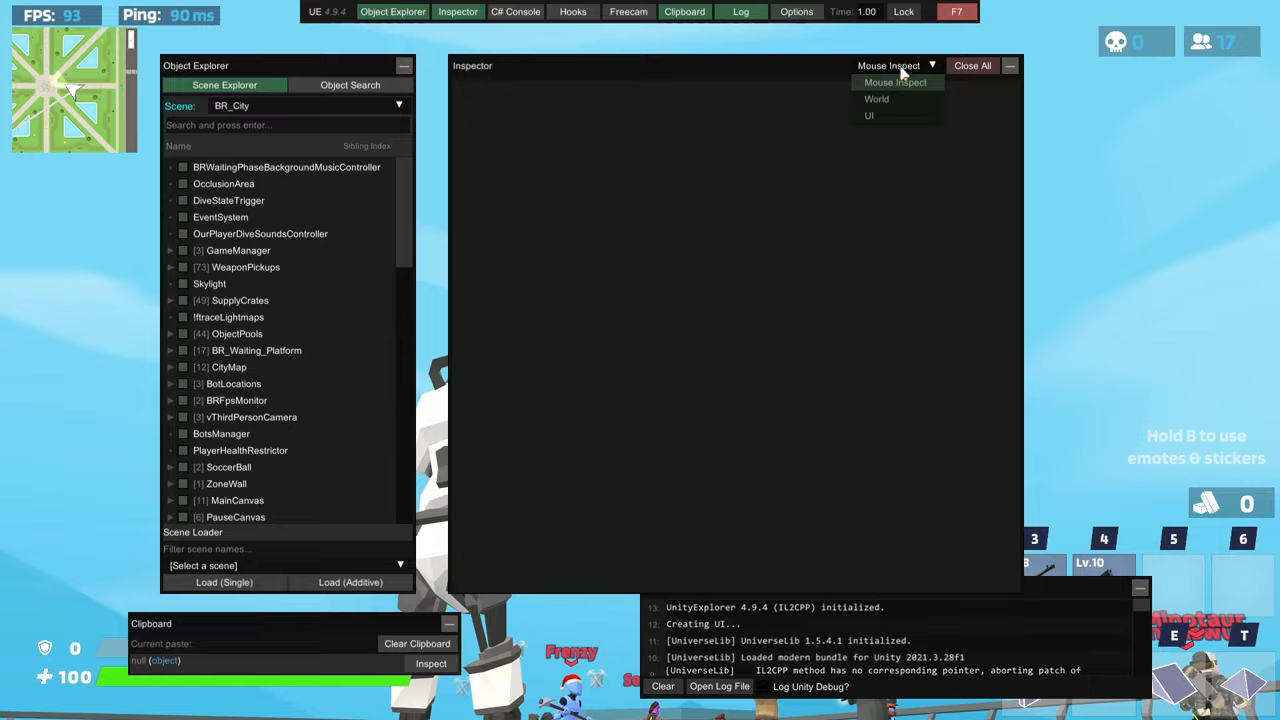 FPS: 93
Ping: 90 ms
UE 4.9.4
Object Explorer
Inspector
C# Console
Hooks
Freecam
Clipboard
Log
Options
Time: 1.00
Lock
F7
0
17
Object Explorer
Scene Explorer
Object Search
Scene:
BR_City
▼
Search and press enter...
Name
Sibling Index
BRWaitingPhaseBackgroundMusicController
OcclusionArea
DiveStateTrigger
EventSystem
OurPlayerDiveSoundsController
[3] GameManager
[73] WeaponPickups
Skylight
[49] SupplyCrates
!ftraceLightmaps
[44] ObjectPools
[17] BR_Waiting_Platform
[12] CityMap
[3] BotLocations
[2] BRFpsMonitor
[3] vThirdPersonCamera
BotsManager
PlayerHealthRestrictor
[2] SoccerBall
[1] ZoneWall
[11] MainCanvas
[6] PauseCanvas
Scene Loader
Filter scene names...
[Select a scene]
▼
Load (Single)
Load (Additive)
Inspector
Mouse Inspect ▼
Close All
Mouse Inspect
World
UI
Hold B to use
emotes & stickers
0
3
4
5
6
Lv.10
E
T
Clipboard
Current paste:
Clear Clipboard
null (object)
Inspect
0
100
Frenzy
13: UnityExplorer 4.9.4 (IL2CPP) initialized.
12: Creating UI...
11: [UniverseLib] UniverseLib 1.5.4.1 initialized.
10: [UniverseLib] Loaded modern bundle for Unity 2021.3.28f1
[UniverseLib] IL2CPP method has no corresponding pointer, aborting patch of
Clear
Open Log File
Log Unity Debug?